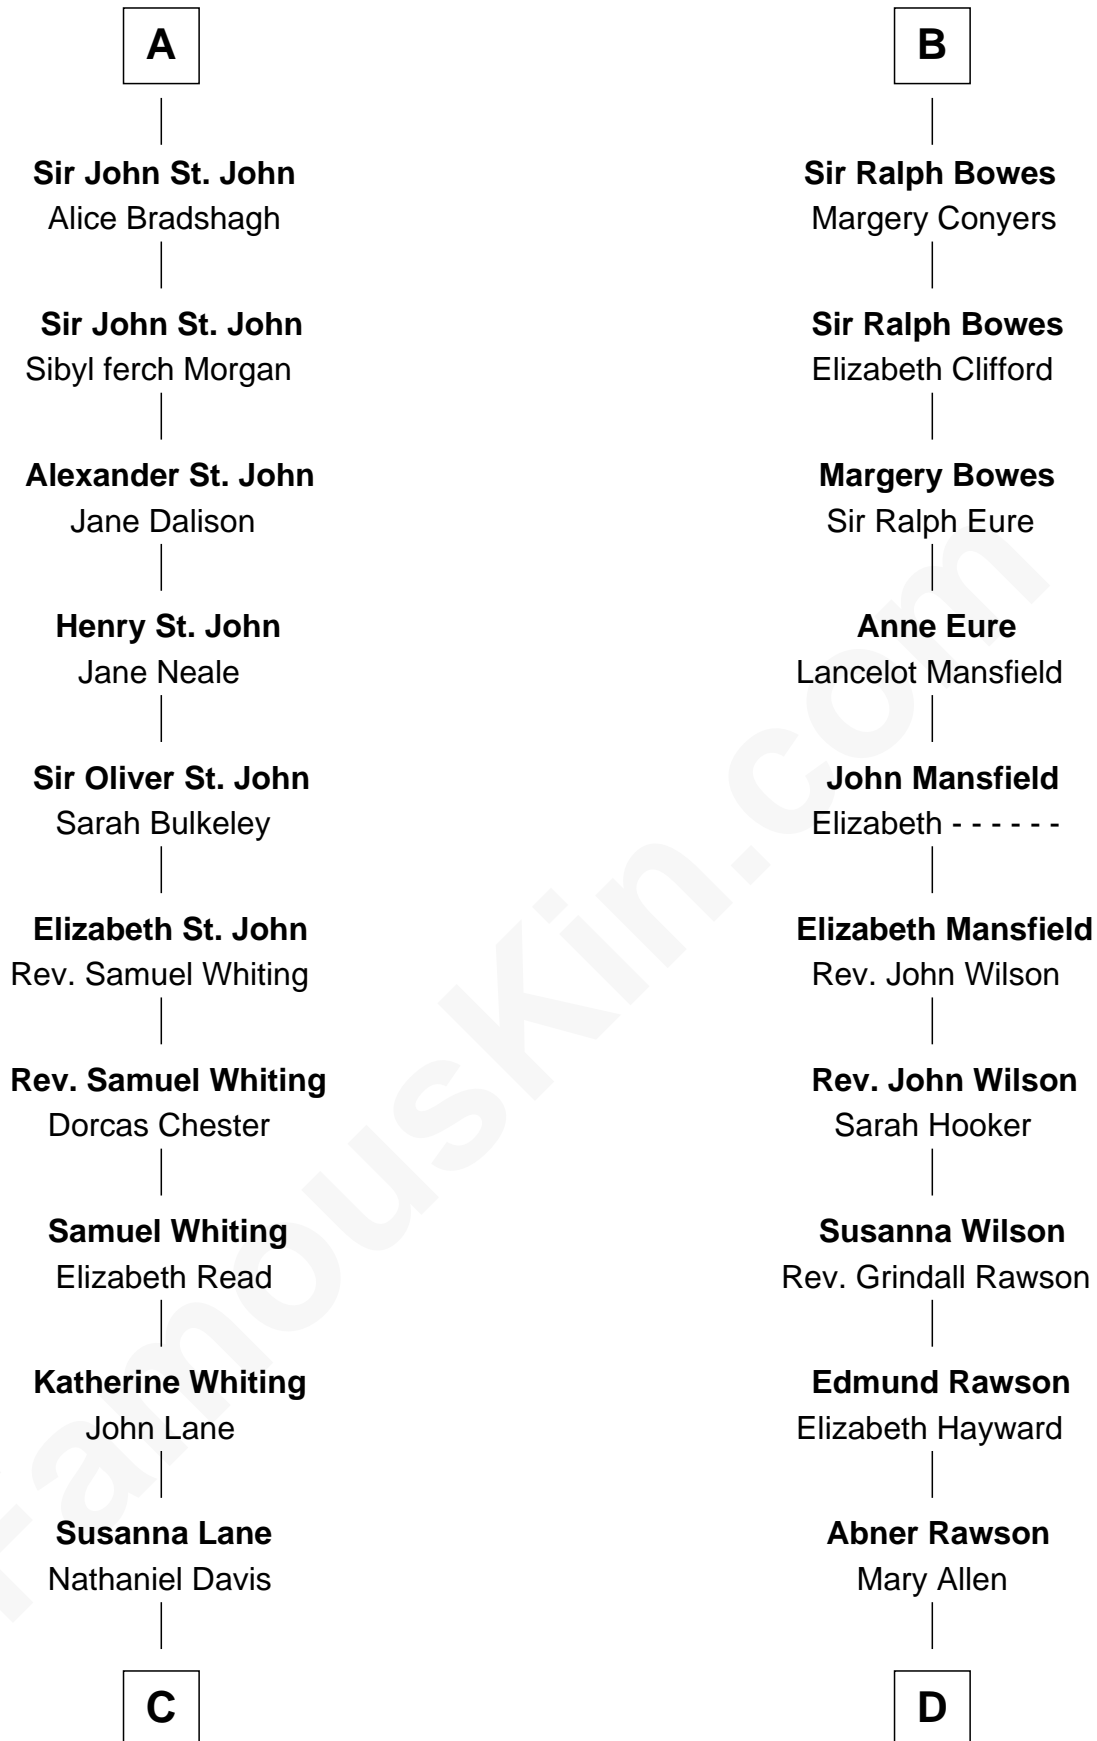 A
Sir John St. John
Alice Bradshagh
Sir John St. John
Sibyl ferch Morgan
Alexander St. John
Jane Dalison
Henry St. John
Jane Neale
Sir Oliver St. John
Sarah Bulkeley
Elizabeth St. John
Rev. Samuel Whiting
Rev. Samuel Whiting
Dorcas Chester
Samuel Whiting
Elizabeth Read
Katherine Whiting
John Lane
Susanna Lane
Nathaniel Davis
C
B
Sir Ralph Bowes
Margery Conyers
Sir Ralph Bowes
Elizabeth Clifford
Margery Bowes
Sir Ralph Eure
Anne Eure
Lancelot Mansfield
John Mansfield
Elizabeth - - - - - -
Elizabeth Mansfield
Rev. John Wilson
Rev. John Wilson
Sarah Hooker
Susanna Wilson
Rev. Grindall Rawson
Edmund Rawson
Elizabeth Hayward
Abner Rawson
Mary Allen
D
FamousKin.com